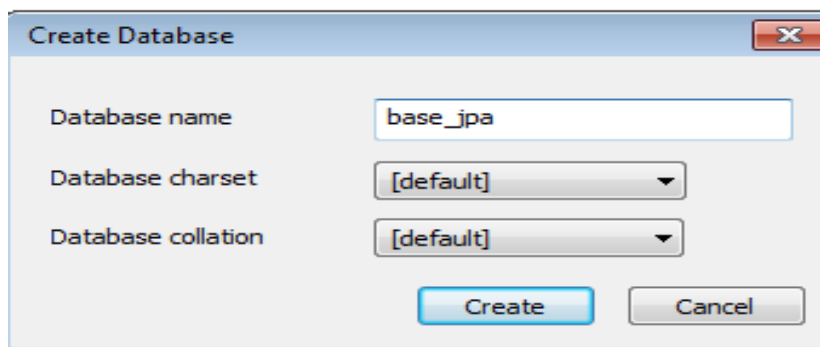 Create Database
Database name base_jpa
Database charset [default]
Database collation [default]
Create Cancel